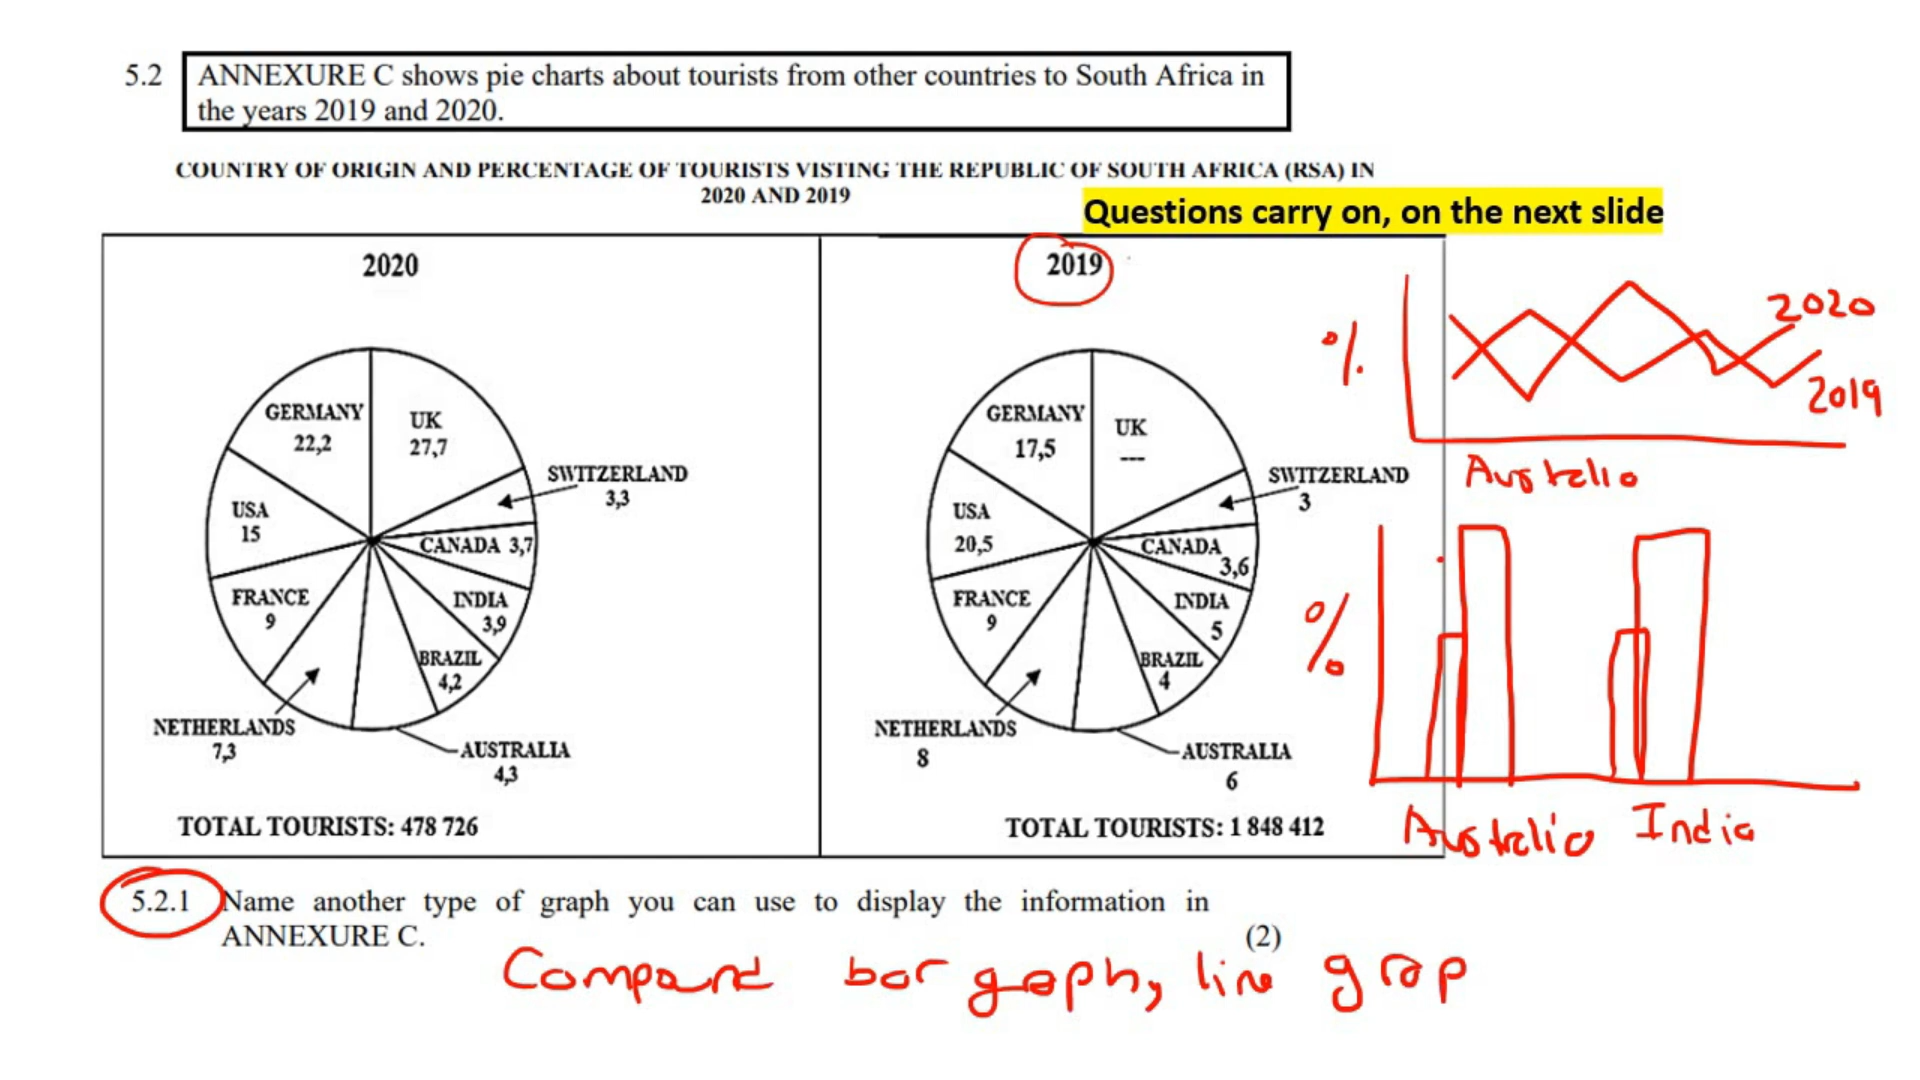 5.2 ANNEXURE C shows pie charts about tourists from other countries to South Africa in
the years 2019 and 2020.
COUNTRY OF ORIGIN AND PERCENTAGE OF TOURISTS VISTING THE REPUBLIC OF SOUTH AFRICA (RSA) IN
2020 AND 2019
Questions carry on, on the next slide
2020
GERMANY
22,2
UK
27,7
SWITZERLAND
3,3
USA
15
CANADA 3,7
FRANCE
9
INDIA
3,9
BRAZIL
4,2
NETHERLANDS
7,3
AUSTRALIA
4,3
TOTAL TOURISTS: 478 726
2019
GERMANY
17,5
UK
---
SWITZERLAND
3
USA
20,5
CANADA
3,6
FRANCE
9
INDIA
5
BRAZIL
4
NETHERLANDS
8
AUSTRALIA
6
TOTAL TOURISTS: 1 848 412
%
2020
2019
Australia
%
Australia India
5.2.1 Name another type of graph you can use to display the information in
ANNEXURE C.
(2)
Compound bar graph, line grap